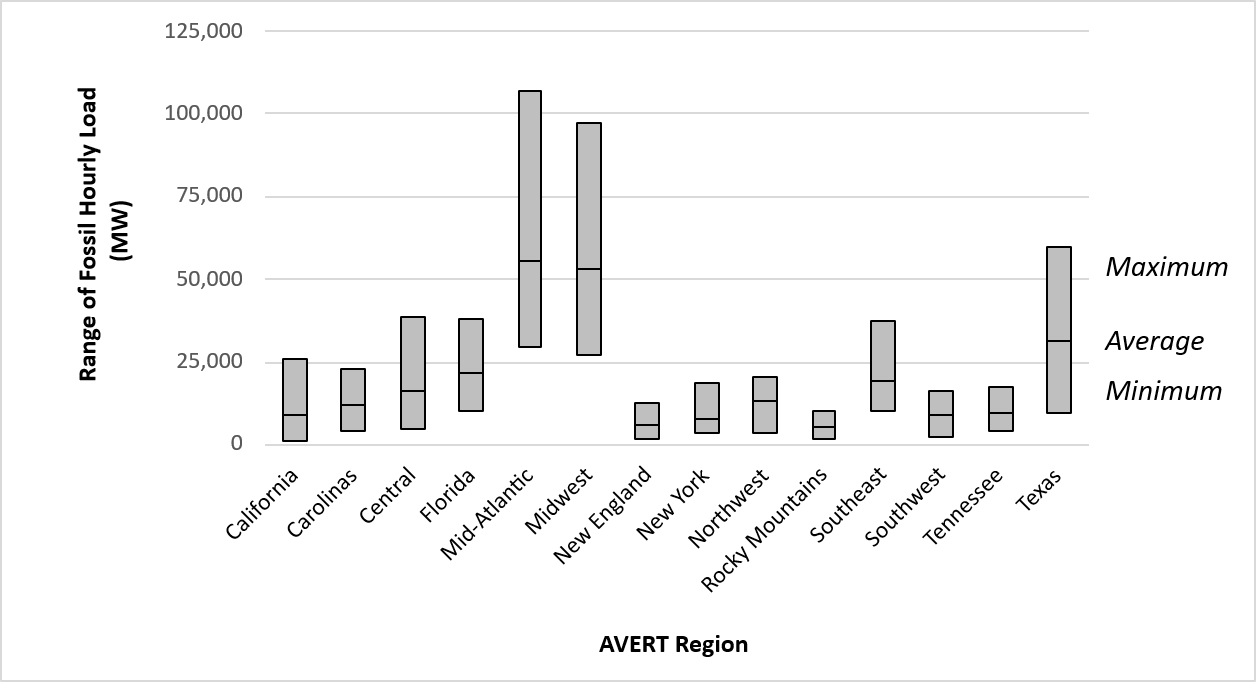 125,000
100,000
75,000
50,000
25,000
0
Range of Fossil Hourly Load
(MW)
Maximum
Average
Minimum
California
Carolinas
Central
Florida
Mid-Atlantic
Midwest
New England
New York
Northwest
Rocky Mountains
Southeast
Southwest
Tennessee
Texas
AVERT Region